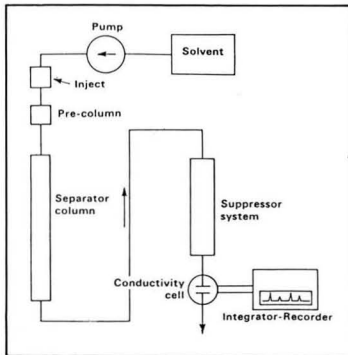 Pump
Solvent
Inject
Pre-column
Separator
column
Suppressor
system
Conductivity
cell
Integrator-Recorder